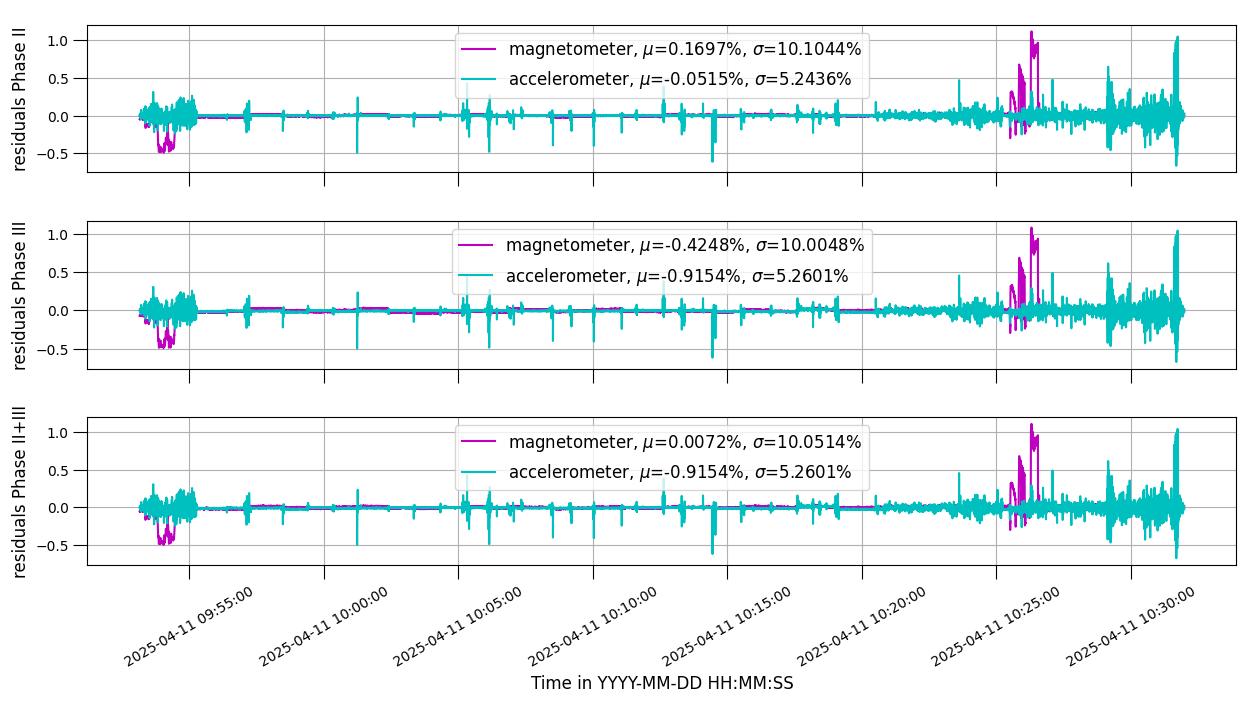 residuals Phase II
1.0
0.5
0.0
−0.5
magnetometer, μ=0.1697%, σ=10.1044%
accelerometer, μ=-0.0515%, σ=5.2436%
residuals Phase III
1.0
0.5
0.0
−0.5
magnetometer, μ=-0.4248%, σ=10.0048%
accelerometer, μ=-0.9154%, σ=5.2601%
residuals Phase II+III
1.0
0.5
0.0
−0.5
magnetometer, μ=0.0072%, σ=10.0514%
accelerometer, μ=-0.9154%, σ=5.2601%
2025-04-11 09:55:00
2025-04-11 10:00:00
2025-04-11 10:05:00
2025-04-11 10:10:00
2025-04-11 10:15:00
2025-04-11 10:20:00
2025-04-11 10:25:00
2025-04-11 10:30:00
Time in YYYY-MM-DD HH:MM:SS